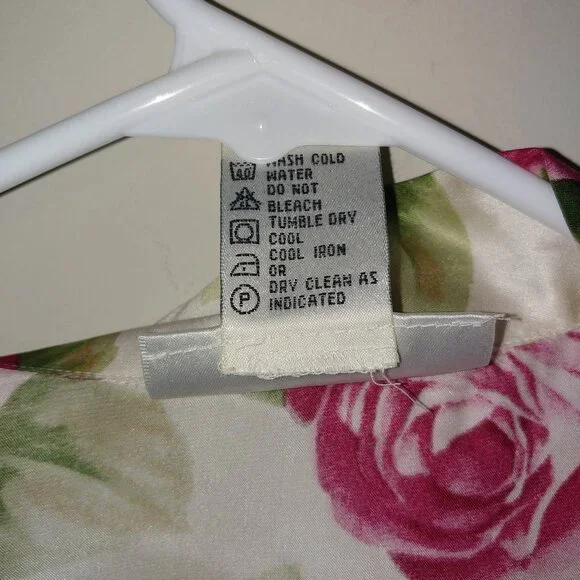 WASH COLD
WATER
DO NOT
BLEACH
TUMBLE DRY
COOL
COOL IRON
OR
DRY CLEAN AS
INDICATED
P